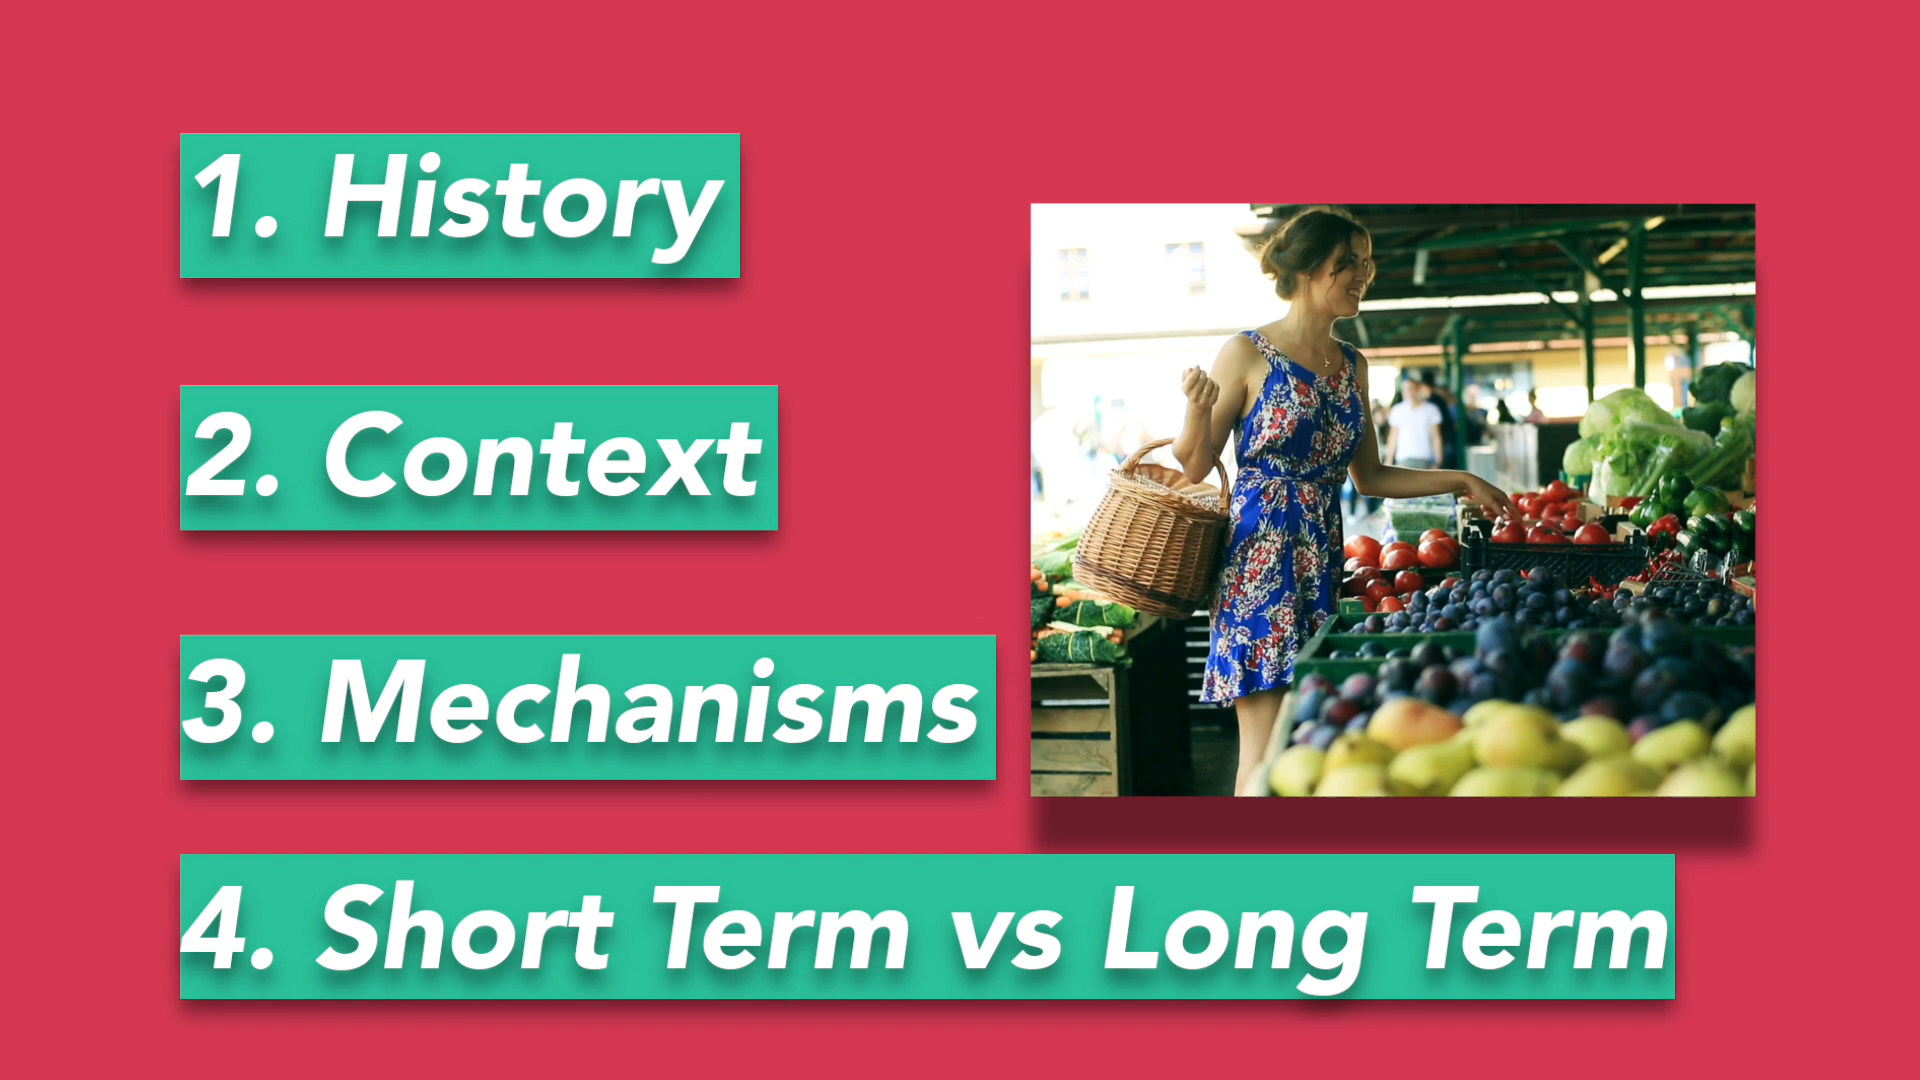 1. History
2. Context
3. Mechanisms
4. Short Term vs Long Term